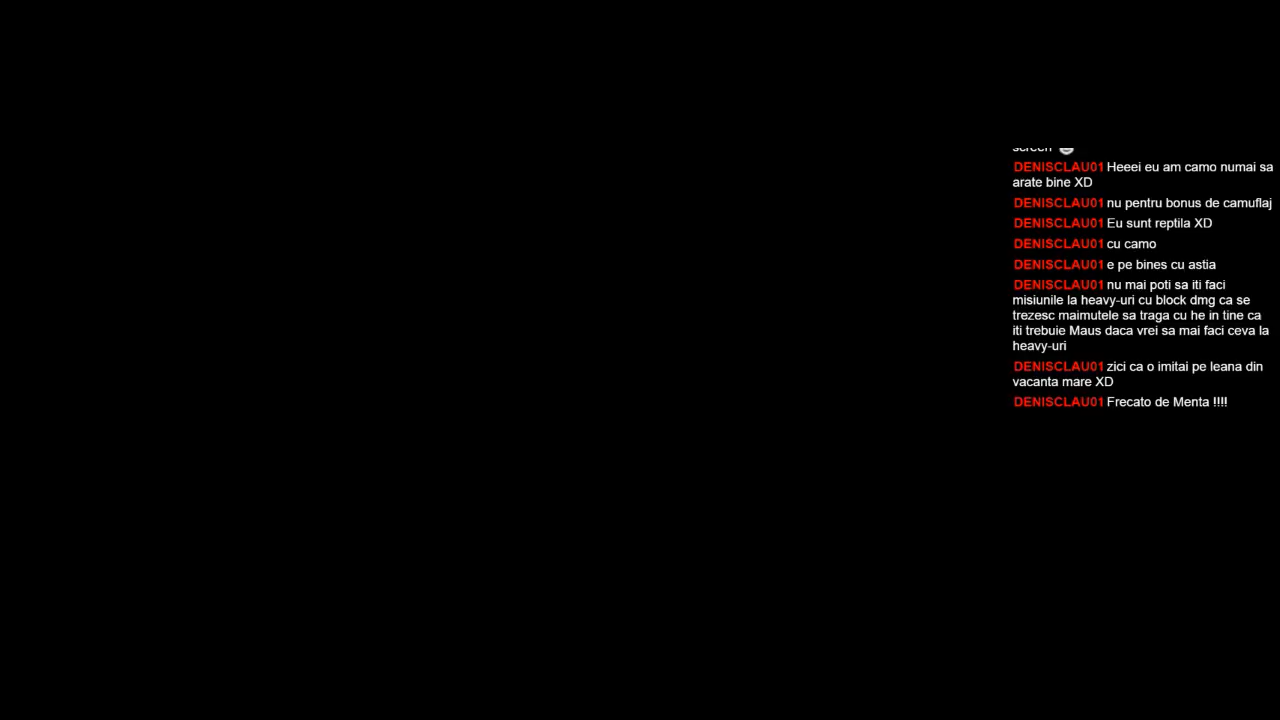 screen
DENISCLAU01 Heeei eu am camo numai sa
arate bine XD
DENISCLAU01 nu pentru bonus de camuflaj
DENISCLAU01 Eu sunt reptila XD
DENISCLAU01 cu camo
DENISCLAU01 e pe bines cu astia
DENISCLAU01 nu mai poti sa iti faci
misiunile la heavy-uri cu block dmg ca se
trezesc maimutele sa traga cu he in tine ca
iti trebuie Maus daca vrei sa mai faci ceva la
heavy-uri
DENISCLAU01 zici ca o imitai pe leana din
vacanta mare XD
DENISCLAU01 Frecato de Menta !!!!